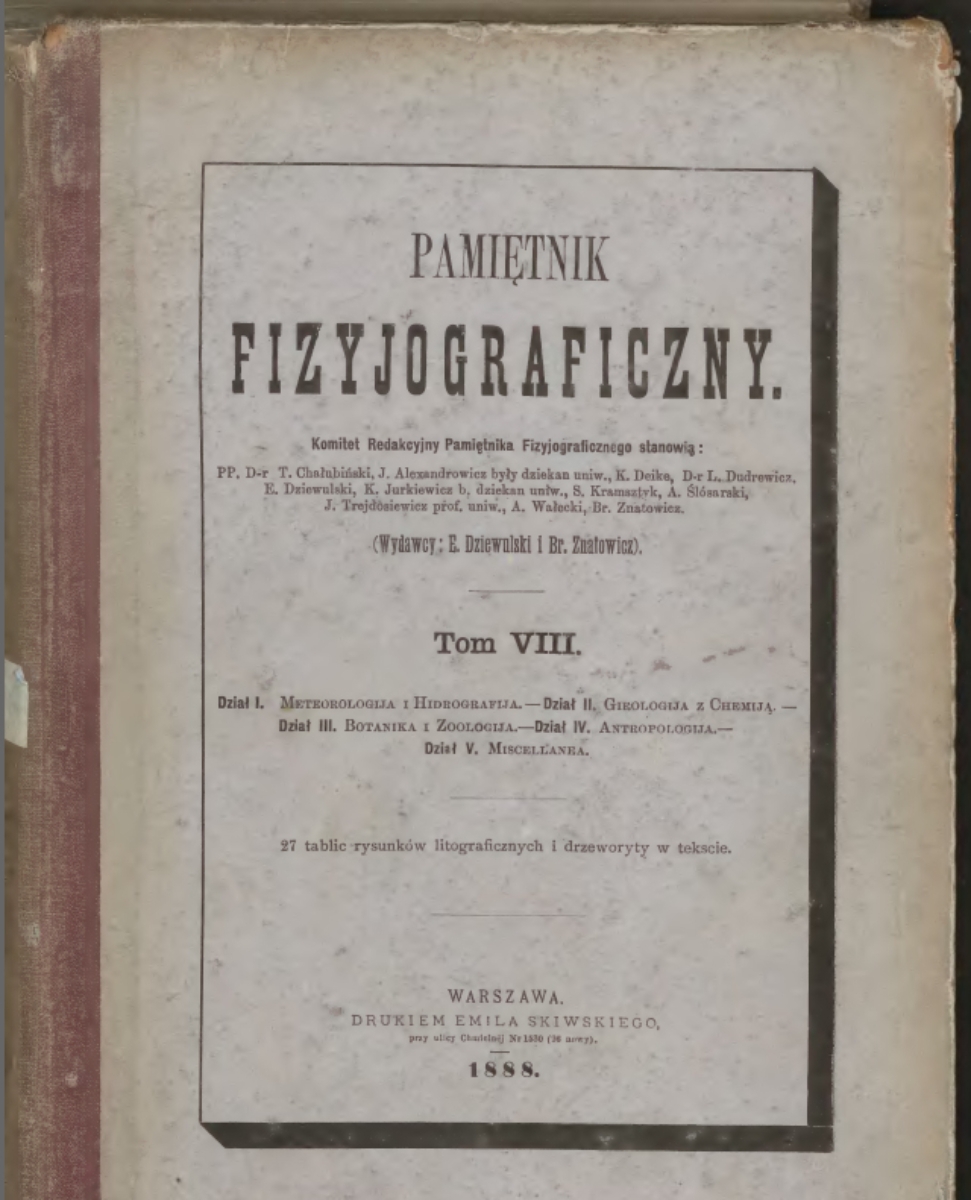 PAMIĘTNIK
FIZYJOGRAFICZNY.
Komitet Redakcyjny Pamiętnika Fizyjograficznego stanowią:
PP. D-r T. Chałubiński, J. Alexandrowicz były dziekan uniw., K. Deike, D-r L. Dudrewicz,
E. Dziewulski, K. Jurkiewicz b. dziekan uniw., S. Kramsztyk, A. Ślósarski,
J. Trejdosiewicz prof. uniw., A. Wałecki, Br. Znatowicz.
(Wydawcy: E. Dziewulski i Br. Znatowicz).
Tom VIII.
Dział I. METEOROLOGIJA I HIDROGRAFIJA.—Dział II. GIEOLOGIJA Z CHEMIJĄ.—
Dział III. BOTANIKA I ZOOLOGIJA.—Dział IV. ANTROPOLOGIJA.—
Dział V. MISCELLANEA.
27 tablic rysunków litograficznych i drzeworyty w tekscie.
WARSZAWA.
DRUKIEM EMILA SKIWSKIEGO,
przy ulicy Chmielnéj Nr 1530 (26 nowy).
1888.